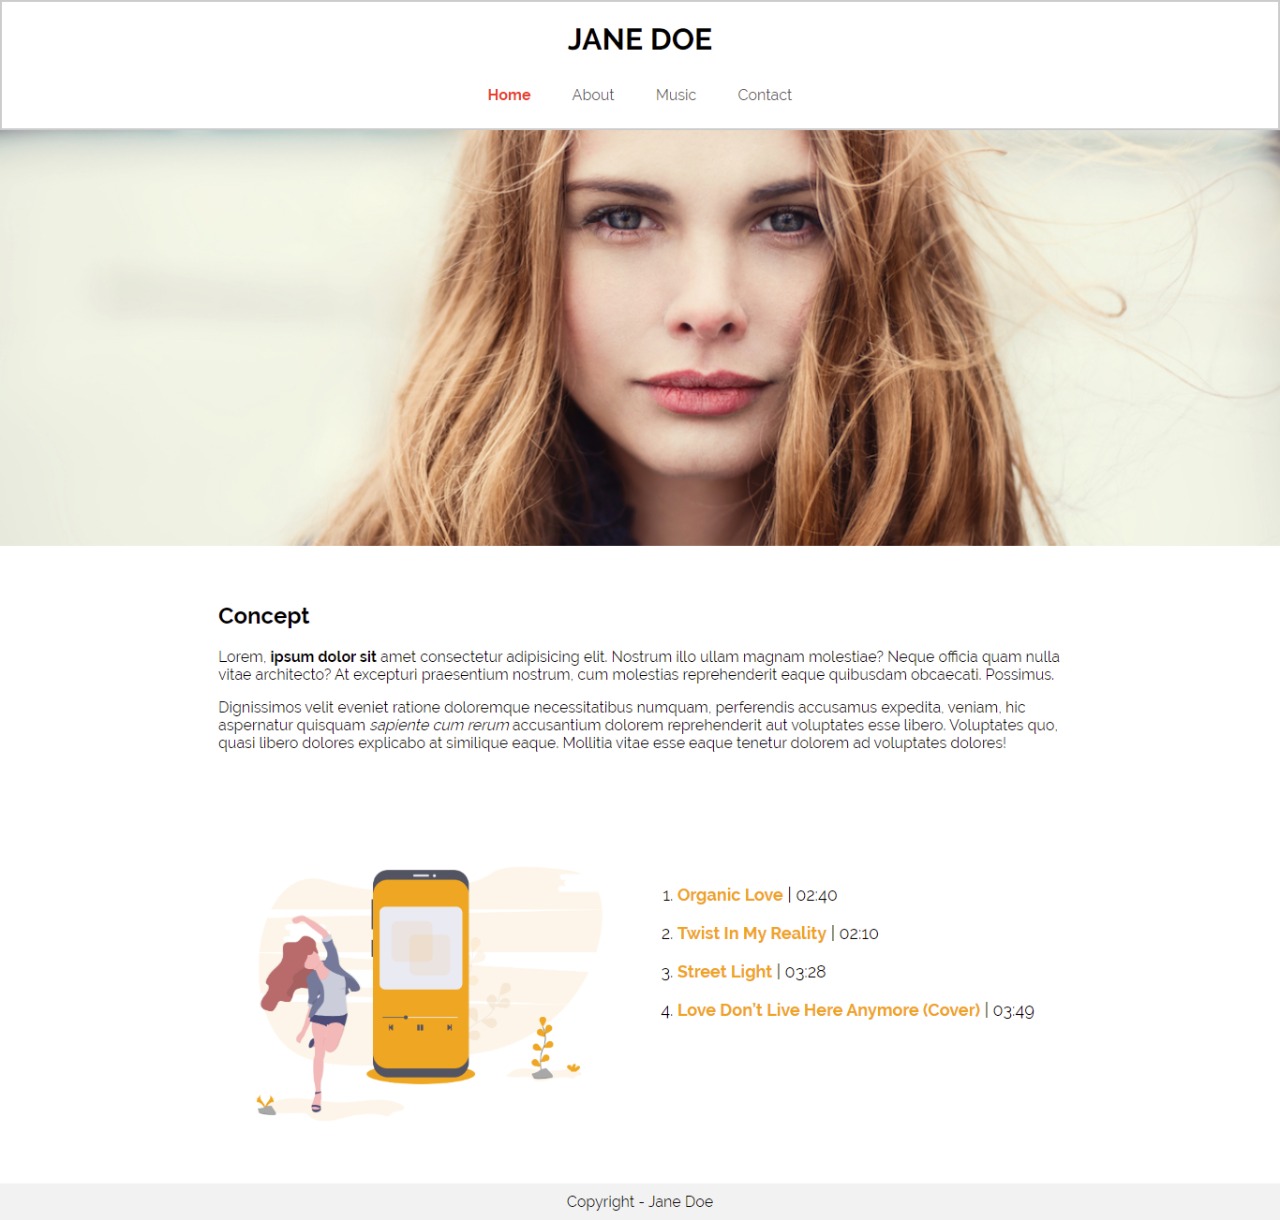 JANE DOE
Home About Music Contact
Concept
Lorem, ipsum dolor sit amet consectetur adipisicing elit. Nostrum illo ullam magnam molestiae? Neque officia quam nulla
vitae architecto? At excepturi praesentium nostrum, cum molestias reprehenderit eaque quibusdam obcaecati. Possimus.
Dignissimos velit eveniet ratione doloremque necessitatibus numquam, perferendis accusamus expedita, veniam, hic
aspernatur quisquam sapiente cum rerum accusantium dolorem reprehenderit aut voluptates esse libero. Voluptates quo,
quasi libero dolores explicabo at similique eaque. Mollitia vitae esse eaque tenetur dolorem ad voluptates dolores!
1. Organic Love | 02:40
2. Twist In My Reality | 02:10
3. Street Light | 03:28
4. Love Don't Live Here Anymore (Cover) | 03:49
Copyright - Jane Doe